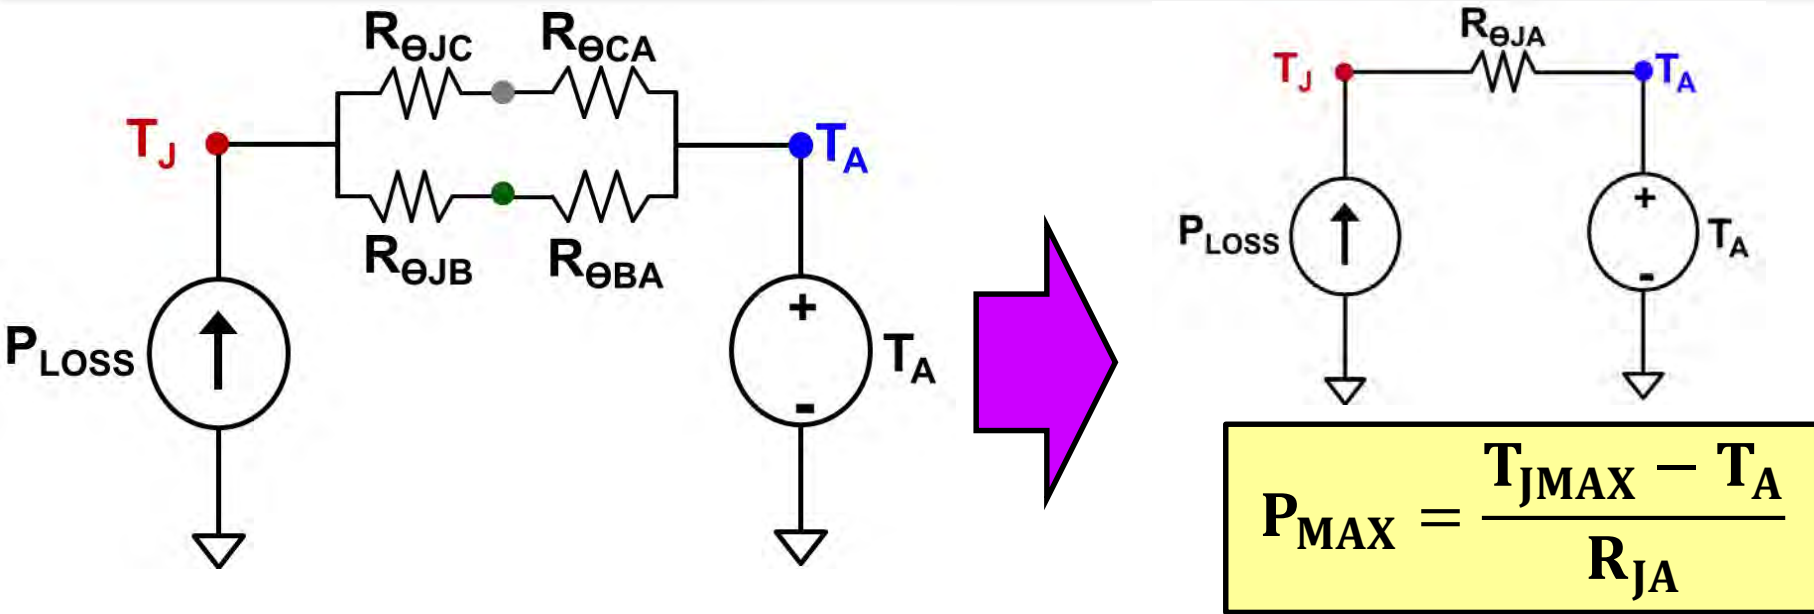 RΘJC RΘCA
TJ TA
RΘJB RΘBA
PLOSS
+
-
TA
RΘJA
TJ TA
PLOSS
+
-
TA
PMAX = (TJMAX − TA) / RJA